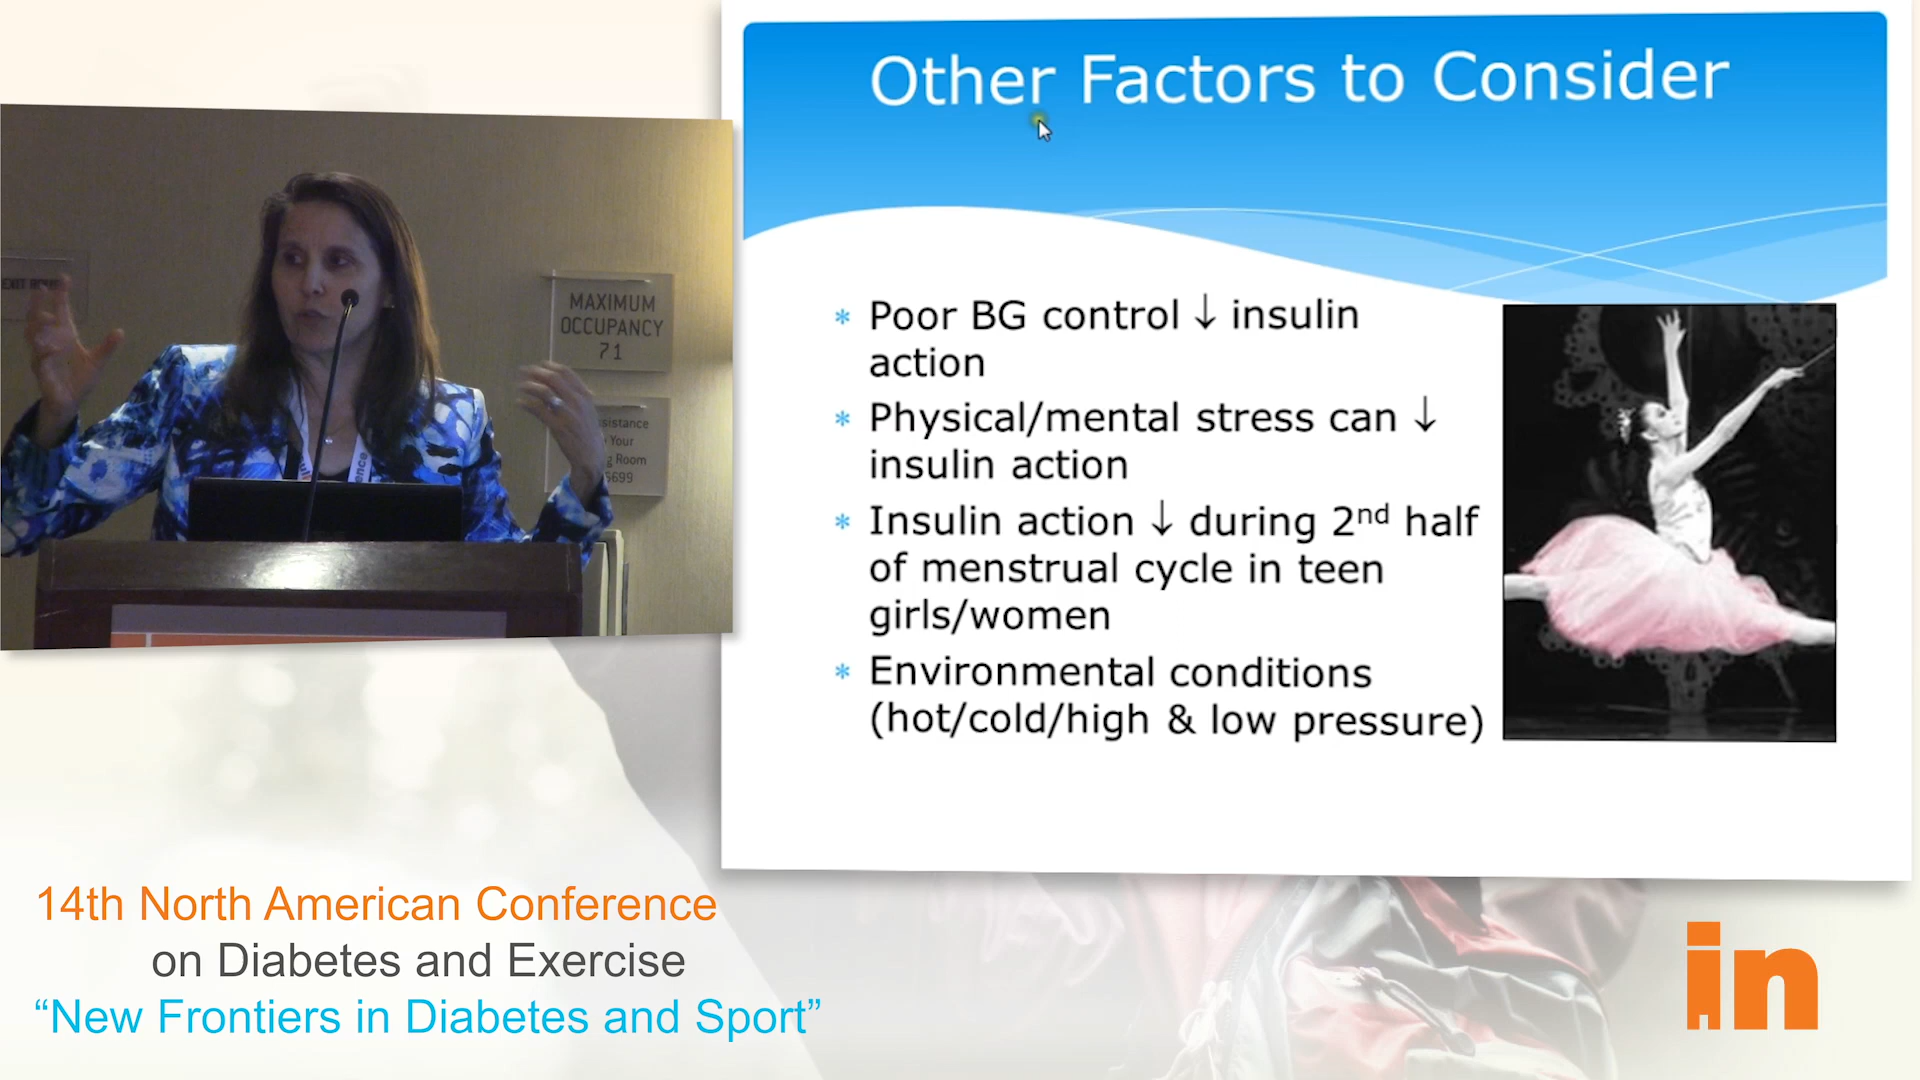 Other Factors to Consider
* Poor BG control ↓ insulin
action
* Physical/mental stress can ↓
insulin action
* Insulin action ↓ during 2nd half
of menstrual cycle in teen
girls/women
* Environmental conditions
(hot/cold/high & low pressure)
MAXIMUM
OCCUPANCY
71
Your
Room
14th North American Conference
on Diabetes and Exercise
“New Frontiers in Diabetes and Sport”
in